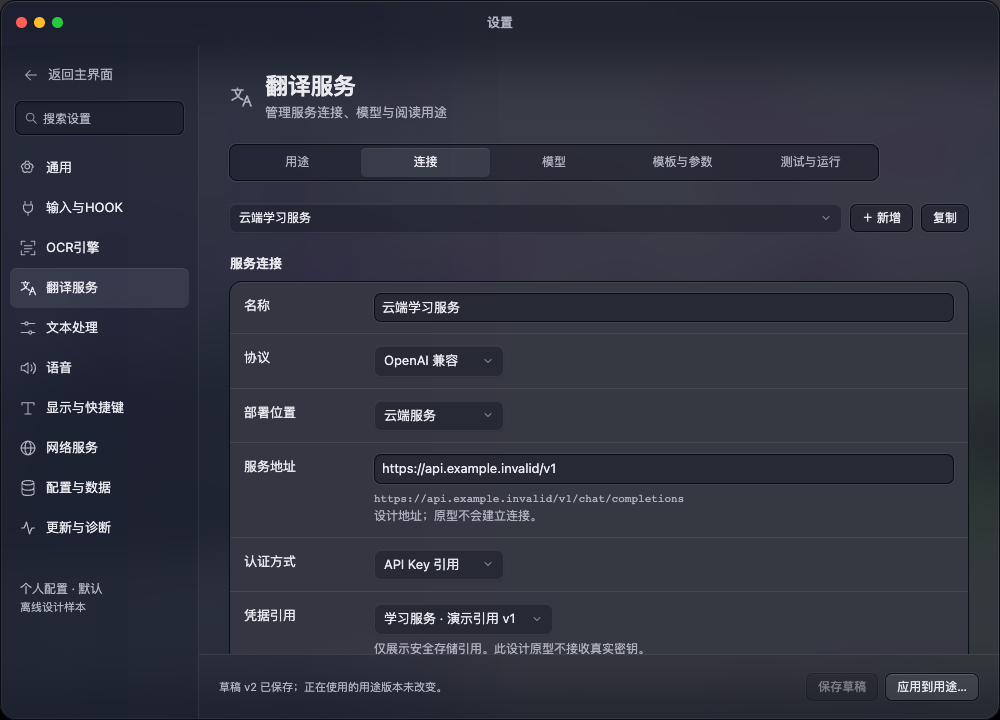 设置
返回主界面
搜索设置
通用
输入与HOOK
OCR引擎
翻译服务
文本处理
语音
显示与快捷键
网络服务
配置与数据
更新与诊断
个人配置 · 默认
离线设计样本
翻译服务
管理服务连接、模型与阅读用途
用途 连接 模型 模板与参数 测试与运行
云端学习服务 + 新增 复制
服务连接
名称 云端学习服务
协议 OpenAI 兼容
部署位置 云端服务
服务地址 https://api.example.invalid/v1
https://api.example.invalid/v1/chat/completions
设计地址；原型不会建立连接。
认证方式 API Key 引用
凭据引用 学习服务 · 演示引用 v1
仅展示安全存储引用。此设计原型不接收真实密钥。
草稿 v2 已保存；正在使用的用途版本未改变。 保存草稿 应用到用途...